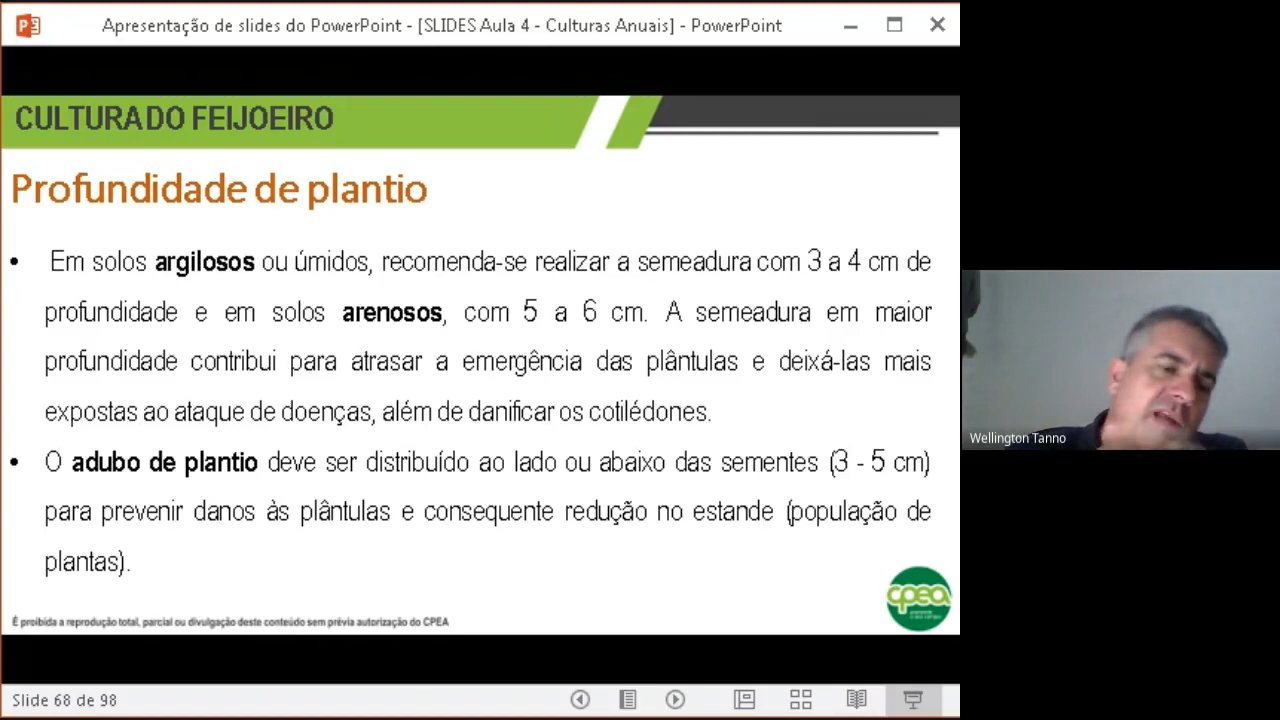 Apresentação de slides do PowerPoint - [SLIDES Aula 4 - Culturas Anuais] - PowerPoint
CULTURA DO FEIJOEIRO
Profundidade de plantio
• Em solos argilosos ou úmidos, recomenda-se realizar a semeadura com 3 a 4 cm de
profundidade e em solos arenosos, com 5 a 6 cm. A semeadura em maior
profundidade contribui para atrasar a emergência das plântulas e deixá-las mais
expostas ao ataque de doenças, além de danificar os cotilédones.
• O adubo de plantio deve ser distribuído ao lado ou abaixo das sementes (3 - 5 cm)
para prevenir danos às plântulas e consequente redução no estande (população de
plantas).
cpea
É proibida a reprodução total, parcial ou divulgação deste conteúdo sem prévia autorização do CPEA
Slide 68 de 98
Wellington Tanno